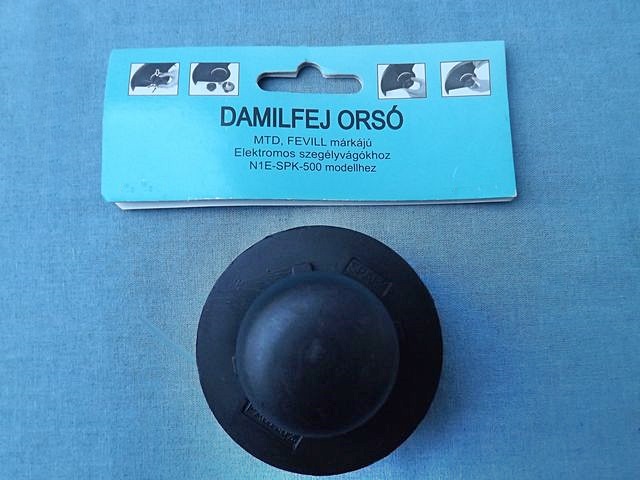 DAMILFEJ ORSÓ
MTD, FEVILL márkájú
Elektromos szegélyvágókhoz
N1E-SPK-500 modellhez